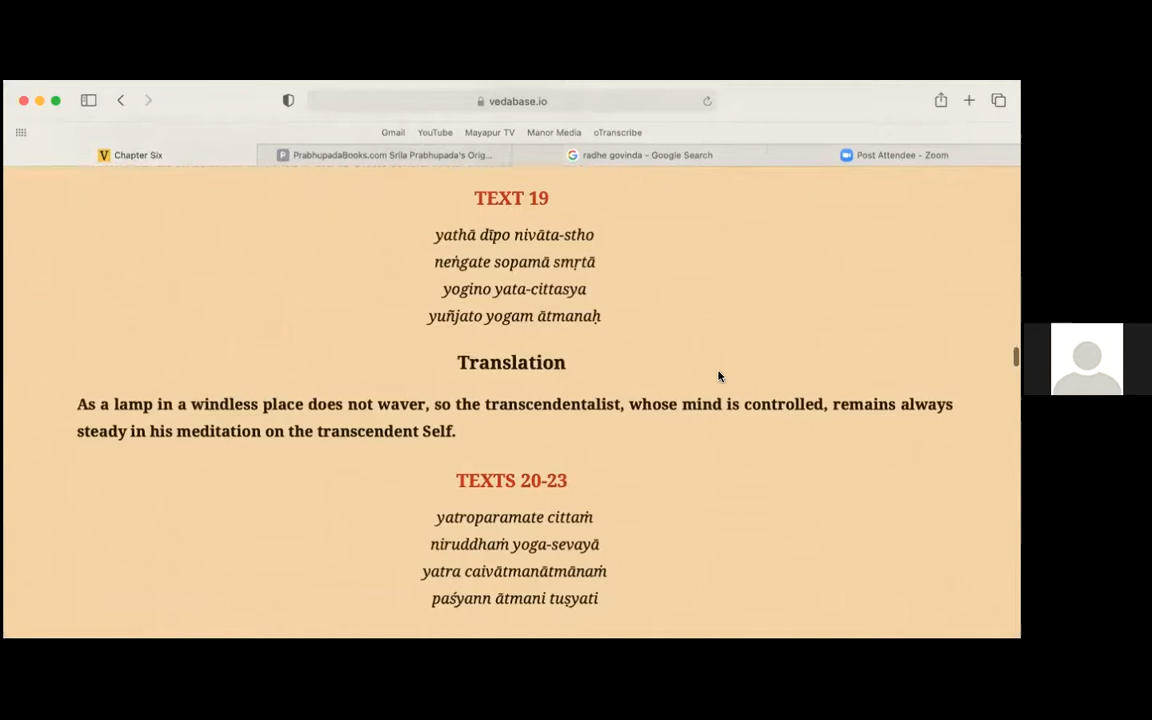 vedabase.io
Gmail YouTube Mayapur TV Manor Media oTranscribe
V Chapter Six P PrabhupadaBooks.com Srila Prabhupada's Orig... G radhe govinda - Google Search Post Attendee - Zoom
TEXT 19
yathā dīpo nivāta-stho
neṅgate sopamā smṛtā
yogino yata-cittasya
yuñjato yogam ātmanaḥ
Translation
As a lamp in a windless place does not waver, so the transcendentalist, whose mind is controlled, remains always
steady in his meditation on the transcendent Self.
TEXTS 20-23
yatroparamate cittaṁ
niruddhaṁ yoga-sevayā
yatra caivātmanātmānaṁ
paśyann ātmani tuṣyati